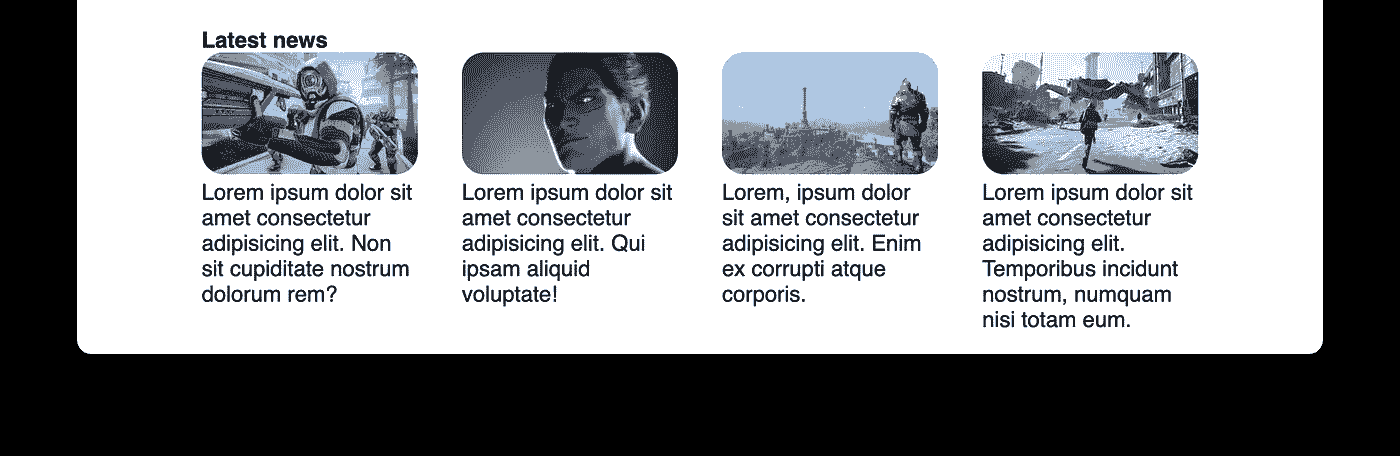 Latest news
Lorem ipsum dolor sit
amet consectetur
adipisicing elit. Non
sit cupiditate nostrum
dolorum rem?
Lorem ipsum dolor sit
amet consectetur
adipisicing elit. Qui
ipsam aliquid
voluptate!
Lorem, ipsum dolor
sit amet consectetur
adipisicing elit. Enim
ex corrupti atque
corporis.
Lorem ipsum dolor sit
amet consectetur
adipisicing elit.
Temporibus incidunt
nostrum, numquam
nisi totam eum.